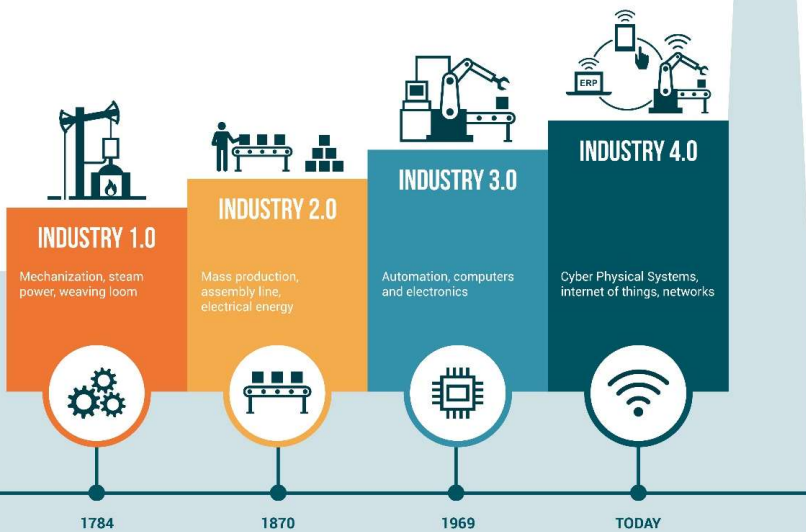 ERP
INDUSTRY 1.0
Mechanization, steam
power, weaving loom
INDUSTRY 2.0
Mass production,
assembly line,
electrical energy
INDUSTRY 3.0
Automation, computers
and electronics
INDUSTRY 4.0
Cyber Physical Systems,
internet of things, networks
1784
1870
1969
TODAY